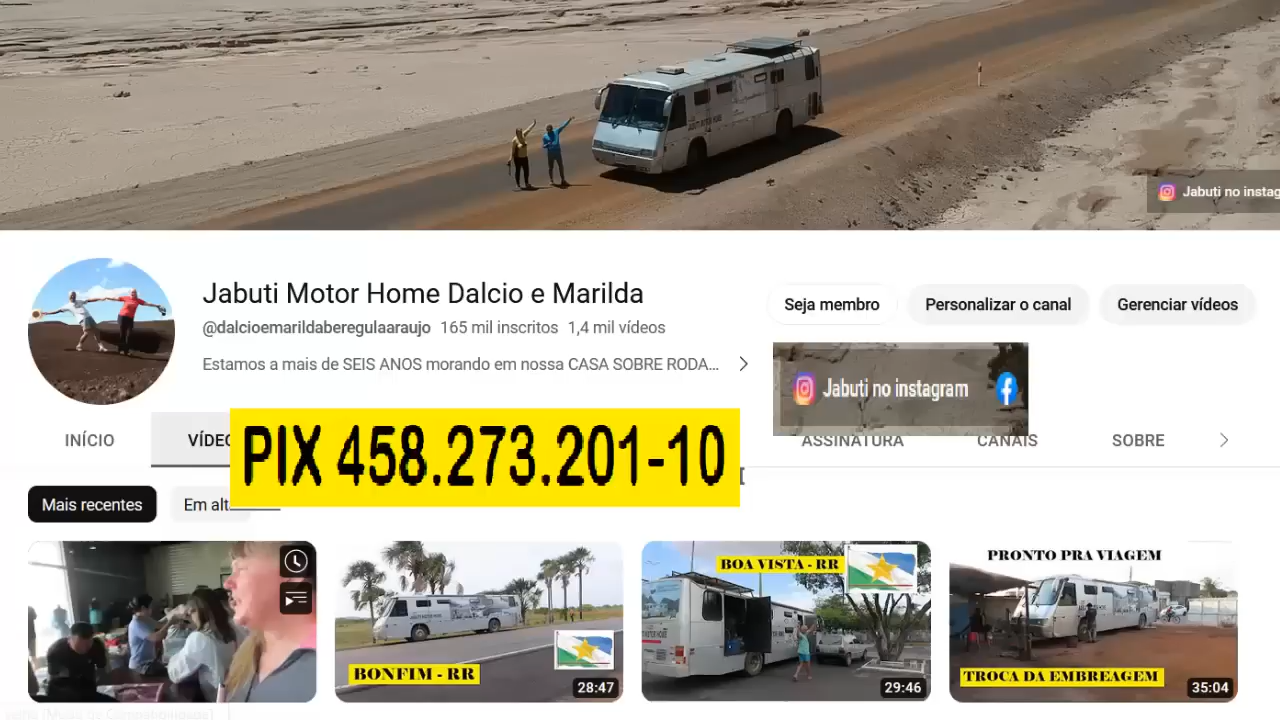 Jabuti no instag
Jabuti Motor Home Dalcio e Marilda
@dalcioemarildaberegulaaraujo 165 mil inscritos 1,4 mil vídeos
Estamos a mais de SEIS ANOS morando em nossa CASA SOBRE RODA...
Seja membro
Personalizar o canal
Gerenciar vídeos
Jabuti no instagram
INÍCIO
VÍDEO
ASSINATURA
CANAIS
SOBRE
PIX 458.273.201-10
Mais recentes
Em alt
BONFIM - RR
28:47
BOA VISTA - RR
29:46
PRONTO PRA VIAGEM
TROCA DA EMBREAGEM
35:04